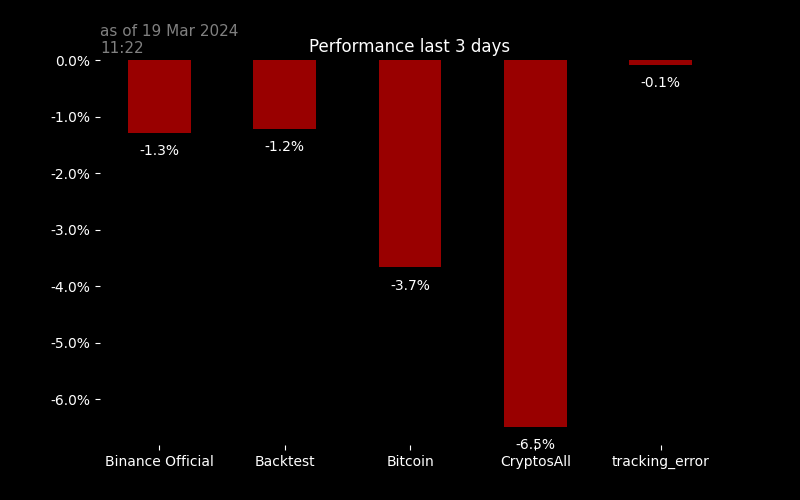 as of 19 Mar 2024
11:22
Performance last 3 days
0.0%
-1.0%
-2.0%
-3.0%
-4.0%
-5.0%
-6.0%
-1.3%
-1.2%
-3.7%
-6.5%
-0.1%
Binance Official
Backtest
Bitcoin
CryptosAll
tracking_error